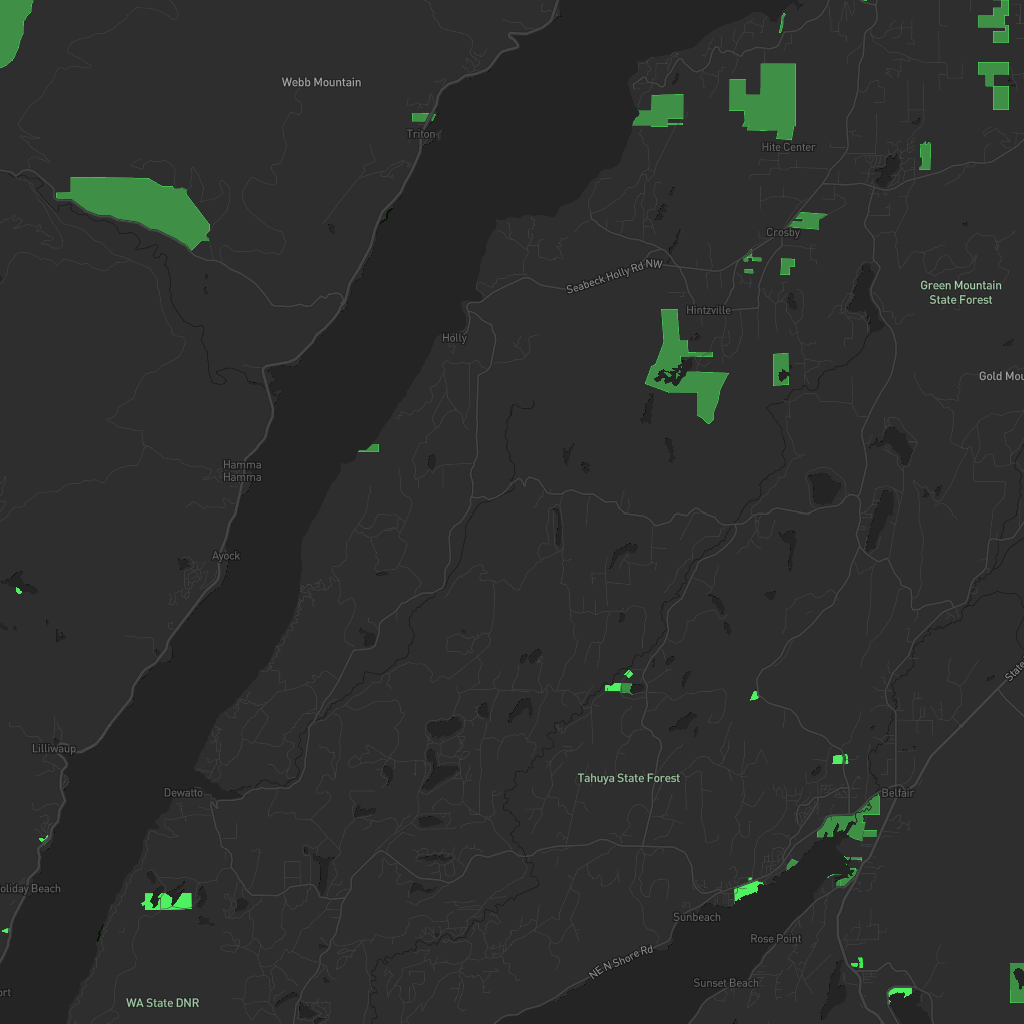 Webb Mountain
Triton
Hite Center
Crosby
Seabeck Holly Rd NW
Green Mountain
State Forest
Hintzville
Holly
Gold Mou
Hamma
Hamma
Ayock
State
Lilliwaup
Tahuya State Forest
Dewatto
Belfair
oliday Beach
Sunbeach
Rose Point
NE N Shore Rd
Sunset Beach
ort
WA State DNR